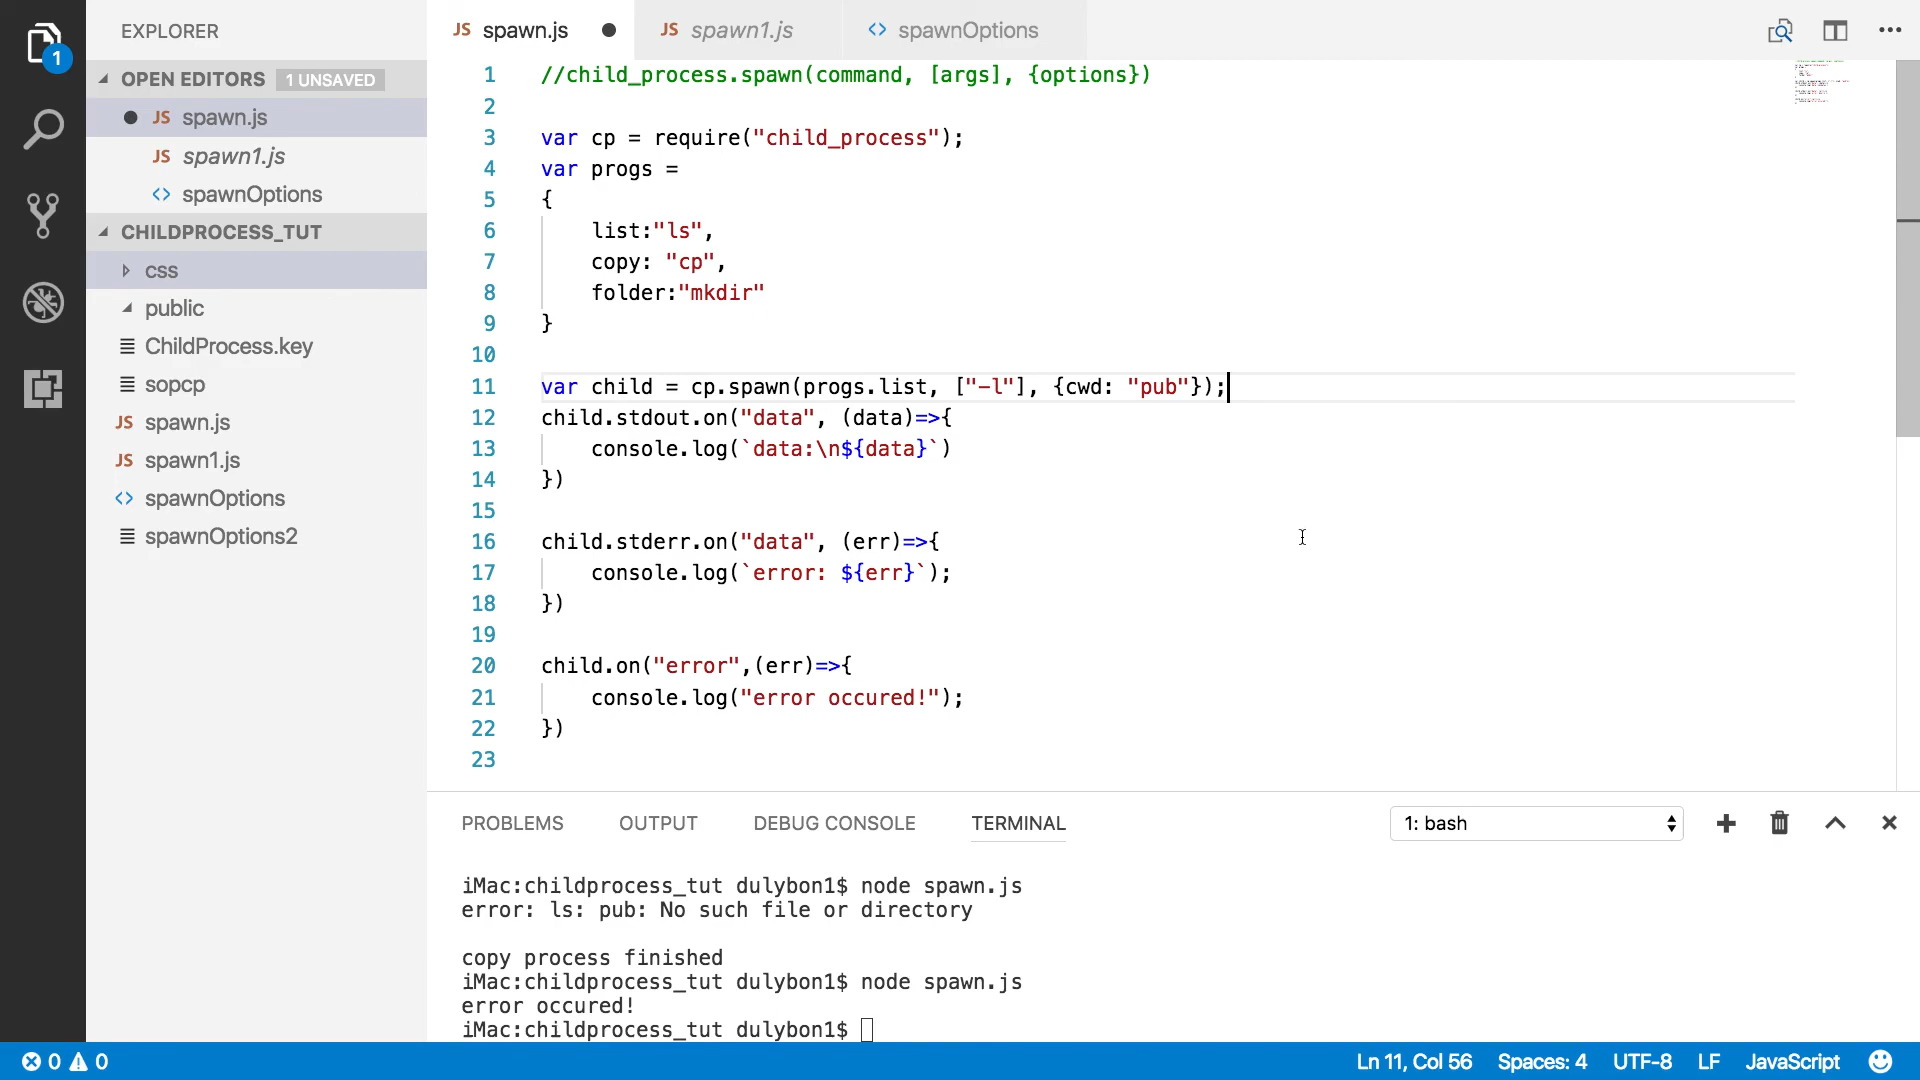 EXPLORER
OPEN EDITORS 1 UNSAVED
JS spawn.js
JS spawn1.js
<> spawnOptions
CHILDPROCESS_TUT
css
public
ChildProcess.key
sopcp
JS spawn.js
JS spawn1.js
<> spawnOptions
spawnOptions2
1
JS spawn.js
JS spawn1.js
<> spawnOptions
1 //child_process.spawn(command, [args], {options})
2
3 var cp = require("child_process");
4 var progs =
5 {
6 list:"ls",
7 copy: "cp",
8 folder:"mkdir"
9 }
10
11 var child = cp.spawn(progs.list, ["-l"], {cwd: "pub"});
12 child.stdout.on("data", (data)=>{
13 console.log(`data:\n${data}`)
14 })
15
16 child.stderr.on("data", (err)=>{
17 console.log(`error: ${err}`);
18 })
19
20 child.on("error",(err)=>{
21 console.log("error occured!");
22 })
23
PROBLEMS OUTPUT DEBUG CONSOLE TERMINAL 1: bash
iMac:childprocess_tut dulybon1$ node spawn.js
error: ls: pub: No such file or directory
copy process finished
iMac:childprocess_tut dulybon1$ node spawn.js
error occured!
iMac:childprocess_tut dulybon1$
0 0 Ln 11, Col 56 Spaces: 4 UTF-8 LF JavaScript